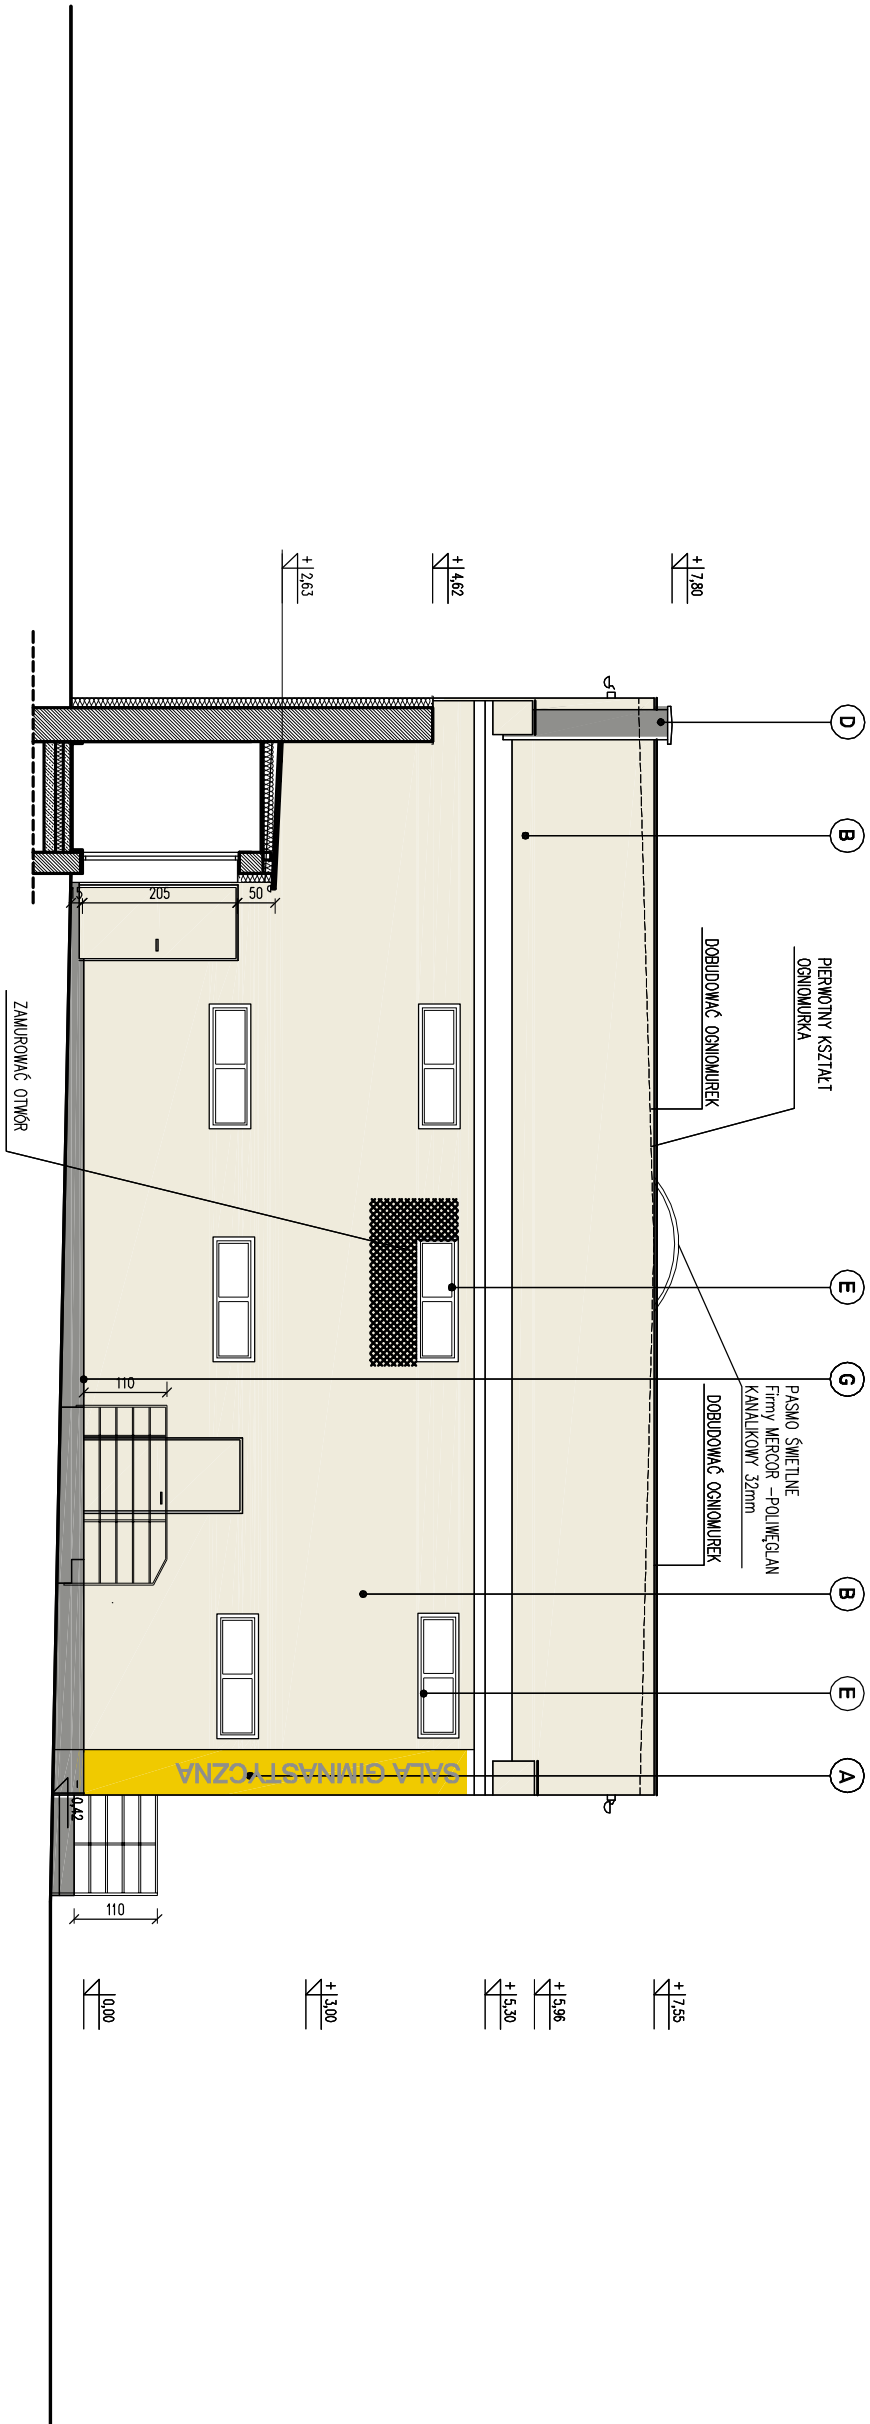 D
B
E
G
B
E
A
PIERWOTNY KSZTAŁT
OGNIOMURKA
DOBUDOWAĆ OGNIOMUREK
PASMO ŚWIETLNE
Firmy MERCOR -POLIWĘGLAN
KANALIKOWY 32mm
DOBUDOWAĆ OGNIOMUREK
+ 7,80
+ 4,62
+ 2,63
+ 7,55
+ 5,96
+ 5,30
+ 3,00
0,00
SALA GIMNASTYCZNA
50
205
5
110
- 0,42
110
ZAMUROWAĆ OTWÓR